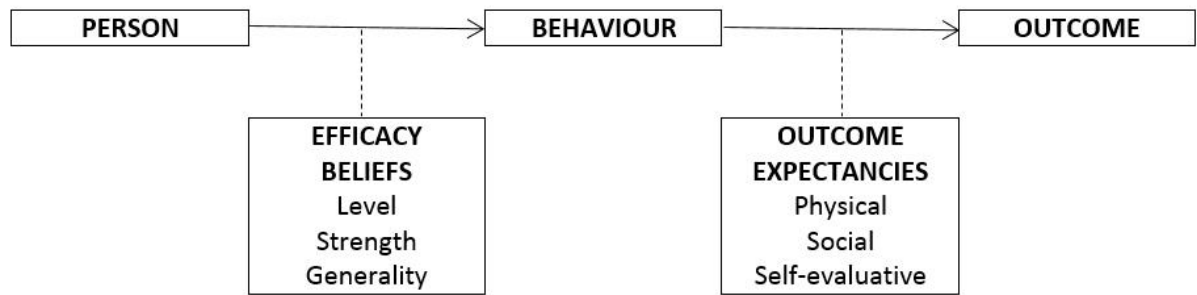 PERSON
BEHAVIOUR
OUTCOME
EFFICACY
BELIEFS
Level
Strength
Generality
OUTCOME
EXPECTANCIES
Physical
Social
Self-evaluative